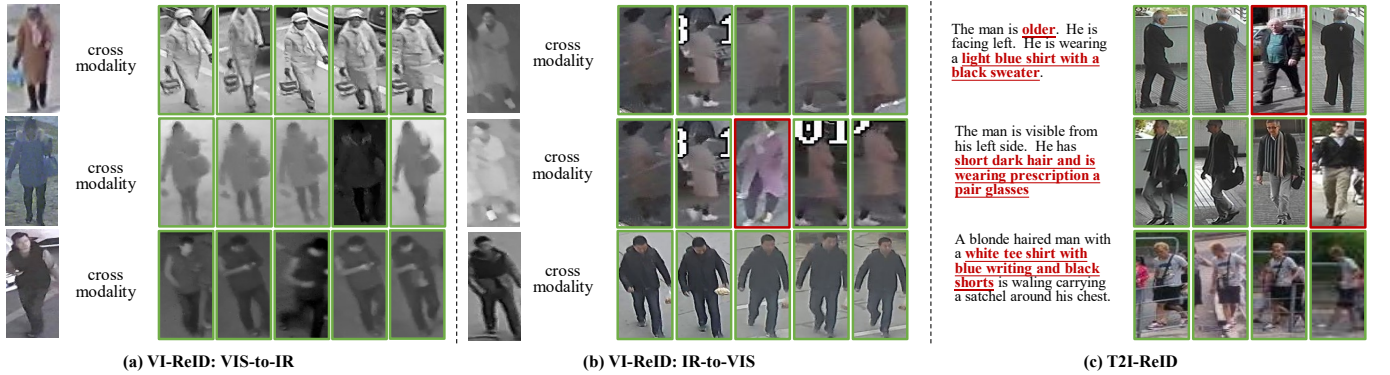 cross
modality
cross
modality
cross
modality
(a) VI-ReID: VIS-to-IR
cross
modality
cross
modality
cross
modality
(b) VI-ReID: IR-to-VIS
The man is older. He is
facing left. He is wearing
a light blue shirt with a
black sweater.
The man is visible from
his left side. He has
short dark hair and is
wearing prescription a
pair glasses
A blonde haired man with
a white tee shirt with
blue writing and black
shorts is waling carrying
a satchel around his chest.
(c) T2I-ReID